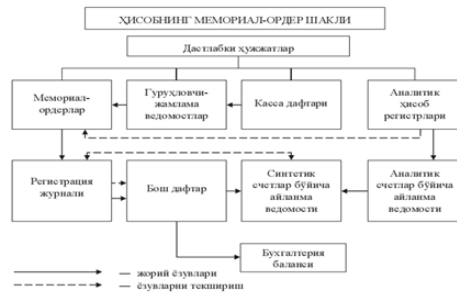 ҲИСОБНИНГ МЕМОРИАЛ-ОРДЕР ШАКЛИ
Дастлабки ҳужжатлар
Мемориал-
ордерлар
Гуруҳловчи-
жамлама
ведомостлар
Касса дафтари
Аналитик
ҳисоб
регистрлари
Регистрация
журнали
Бош дафтар
Синтетик
счетлар бўйича
айланма
ведомости
Аналитик
счетлар бўйича
айланма
ведомости
Бухгалтерия
баланси
— жорий ёзувлари
— ёзувларни текшириш